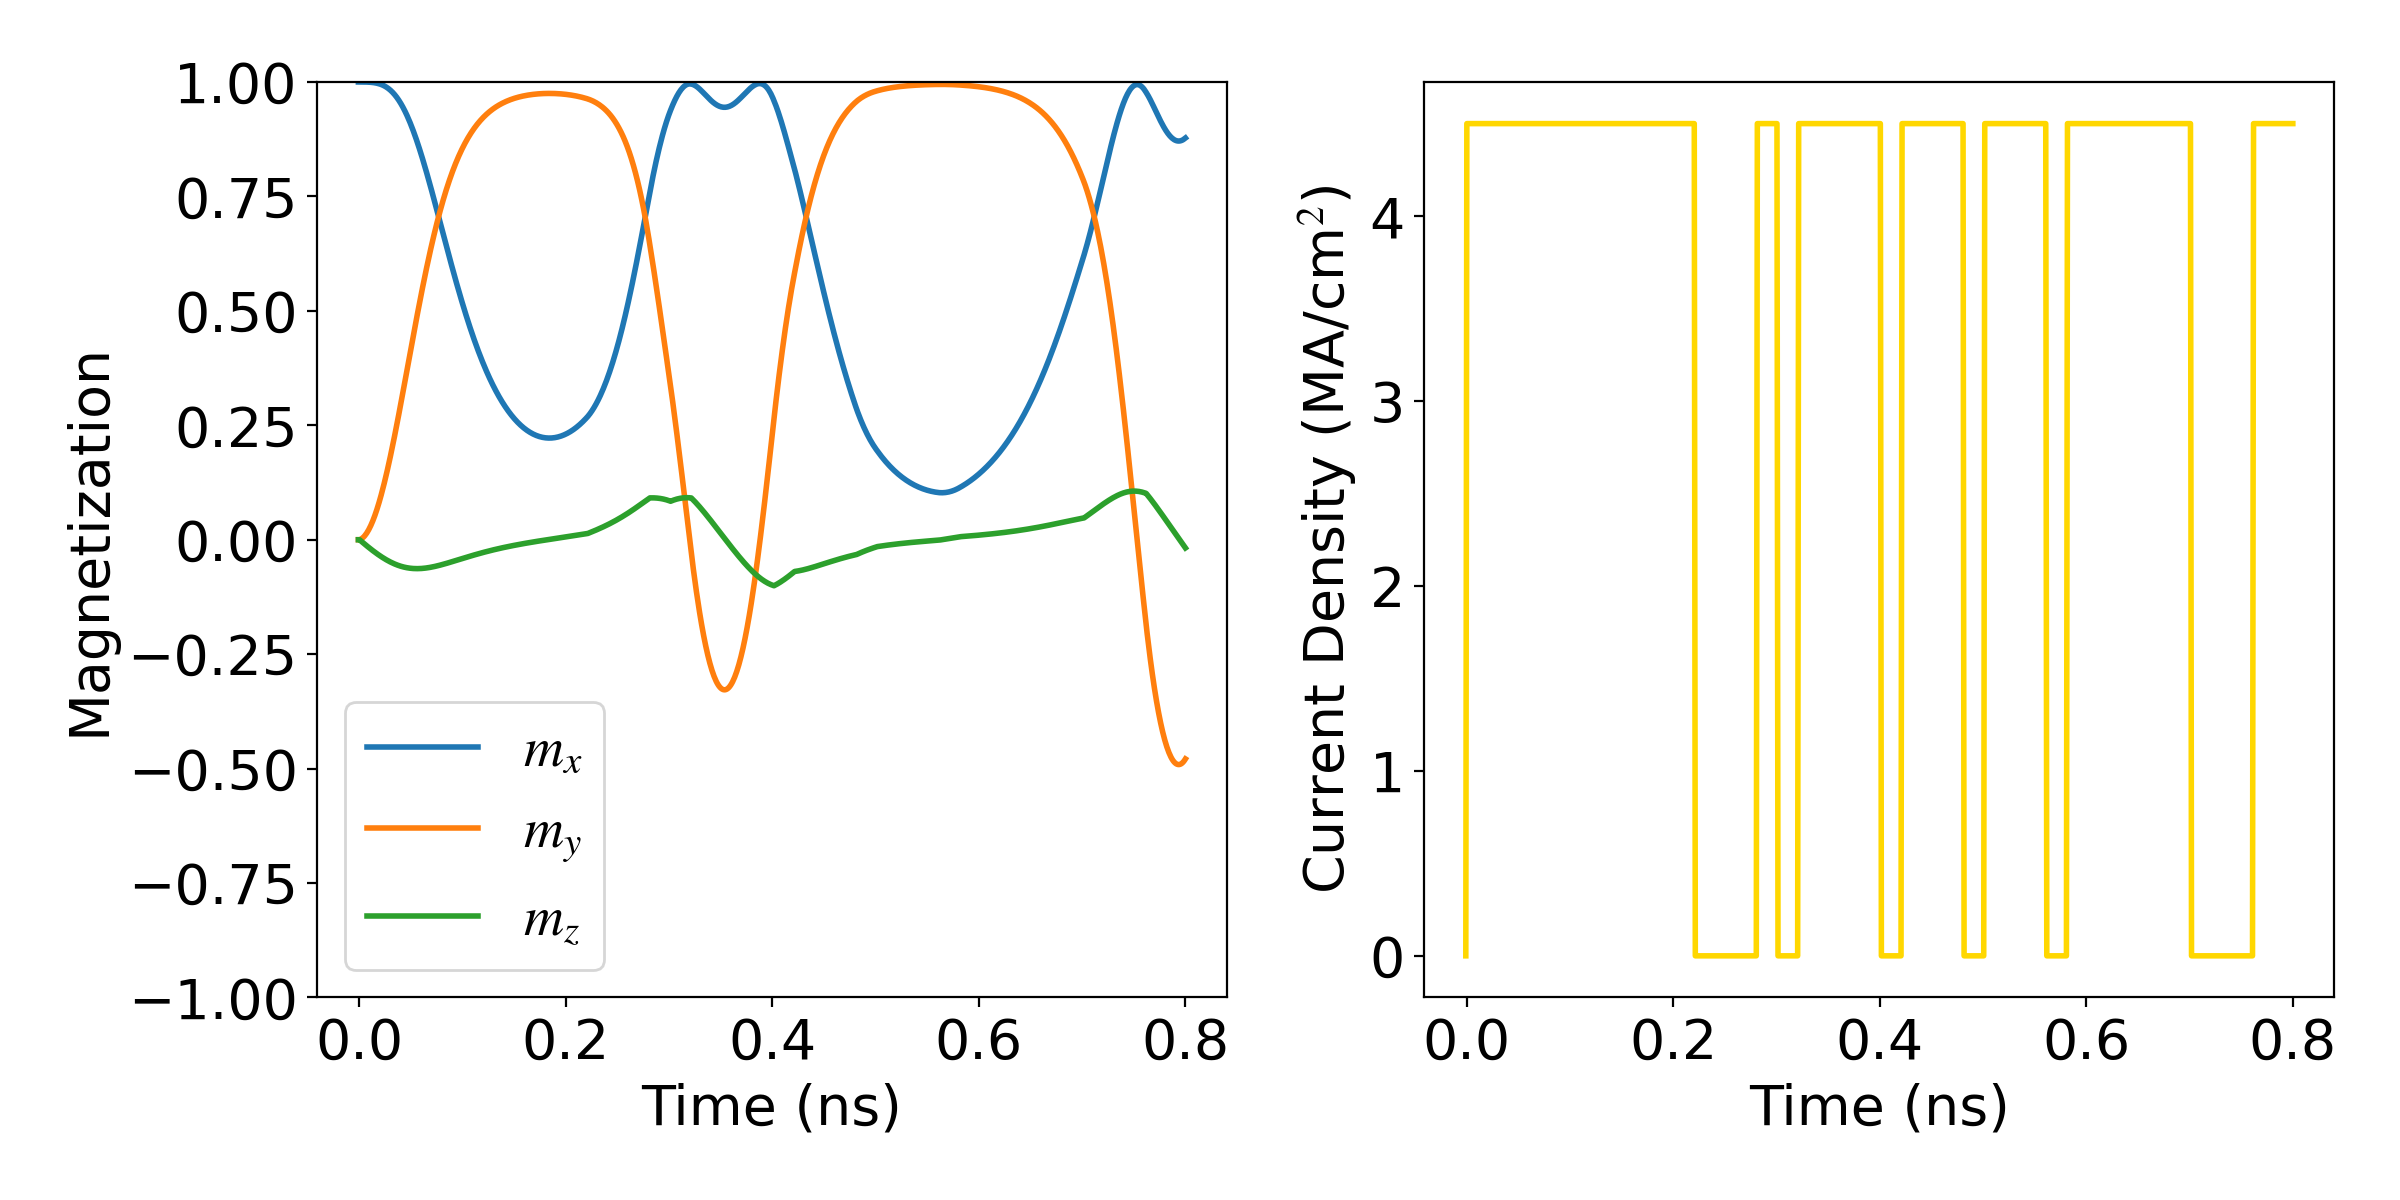 1.00
0.75
0.50
0.25
0.00
−0.25
−0.50
−0.75
−1.00
Magnetization
m_x
m_y
m_z
0.0 0.2 0.4 0.6 0.8
Time (ns)
4
3
2
1
0
Current Density (MA/cm²)
0.0 0.2 0.4 0.6 0.8
Time (ns)